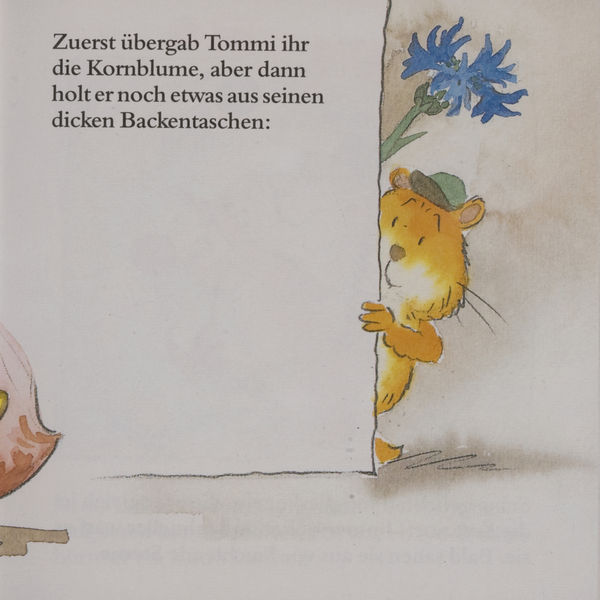 Zuerst übergab Tommi ihr
die Kornblume, aber dann
holt er noch etwas aus seinen
dicken Backentaschen: